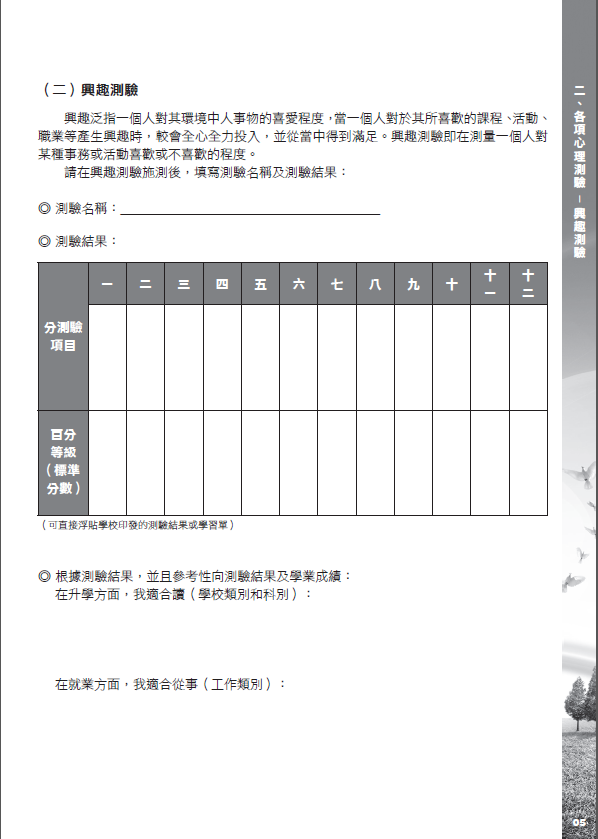 （二）興趣測驗
興趣泛指一個人對其環境中人事物的喜愛程度，當一個人對於其所喜歡的課程、活動、
職業等產生興趣時，較會全心全力投入，並從當中得到滿足。興趣測驗即在測量一個人對
某種事務或活動喜歡或不喜歡的程度。
請在興趣測驗施測後，填寫測驗名稱及測驗結果：
◎ 測驗名稱：
◎ 測驗結果：
一 二 三 四 五 六 七 八 九 十 十一 十二
分測驗
項目
百分
等級
（標準
分數）
（可直接浮貼學校印發的測驗結果或學習單）
◎ 根據測驗結果，並且參考性向測驗結果及學業成績：
在升學方面，我適合讀（學校類別和科別）：
在就業方面，我適合從事（工作類別）：
二、各項心理測驗－興趣測驗
05